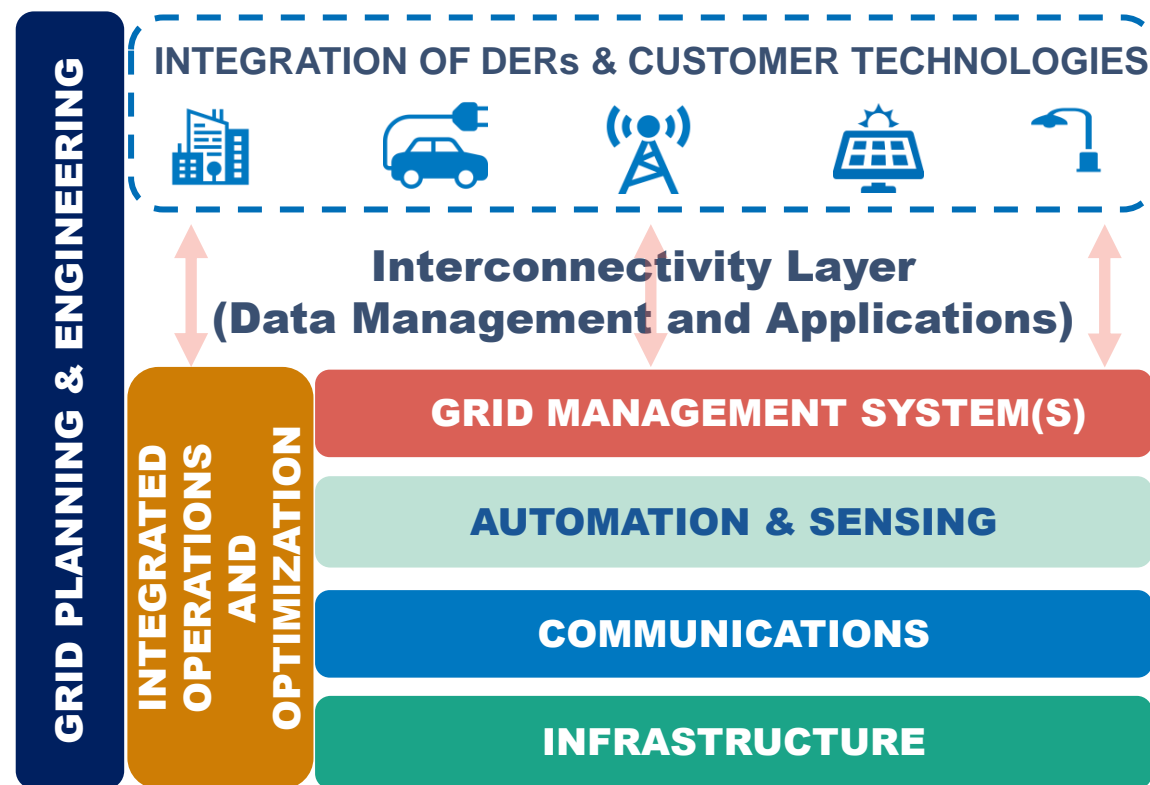 GRID PLANNING & ENGINEERING
INTEGRATION OF DERs & CUSTOMER TECHNOLOGIES
Interconnectivity Layer
(Data Management and Applications)
INTEGRATED
OPERATIONS
AND
OPTIMIZATION
GRID MANAGEMENT SYSTEM(S)
AUTOMATION & SENSING
COMMUNICATIONS
INFRASTRUCTURE